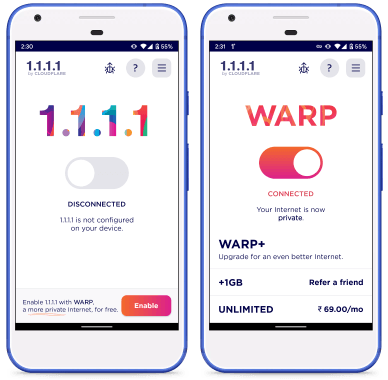 2:30
55%
1.1.1.1
by CLOUDFLARE
?
1.1.1.1
DISCONNECTED
1.1.1.1 is not configured
on your device.
Enable 1.1.1.1 with WARP,
a more private Internet, for free.
Enable
2:31
55%
1.1.1.1
by CLOUDFLARE
?
WARP
CONNECTED
Your Internet is now
private.
WARP+
Upgrade for an even better Internet.
+1GB
Refer a friend
UNLIMITED
₹ 69.00/mo